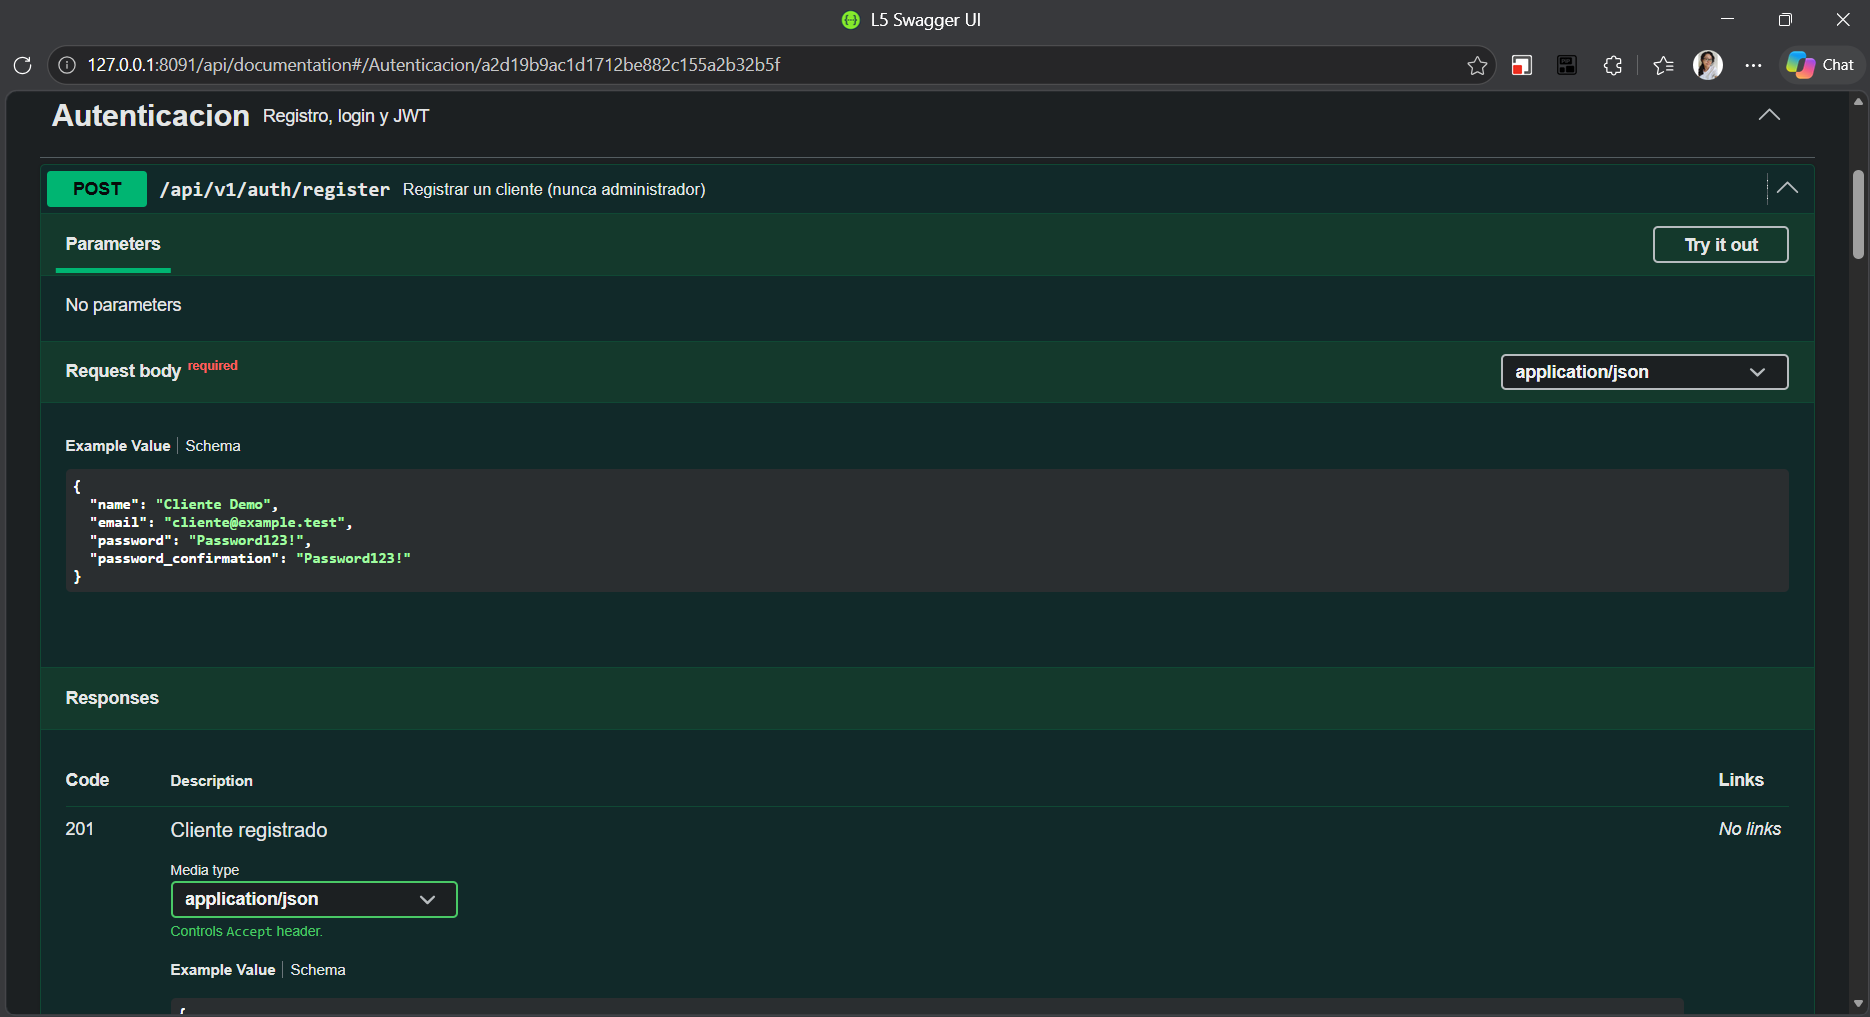 L5 Swagger UI
127.0.0.1:8091/api/documentation#/Autenticacion/a2d19b9ac1d1712be882c155a2b32b5f
Chat
Autenticacion Registro, login y JWT
POST /api/v1/auth/register Registrar un cliente (nunca administrador)
Parameters
Try it out
No parameters
Request body required
application/json
Example Value Schema
{
"name": "Cliente Demo",
"email": "cliente@example.test",
"password": "Password123!",
"password_confirmation": "Password123!"
}
Responses
Code Description Links
201 Cliente registrado No links
Media type
application/json
Controls Accept header.
Example Value Schema
{